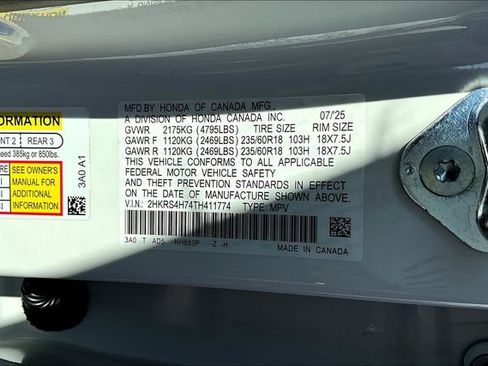 ORMATION
NT 2 REAR 3
eed 385kg or 850lbs.
SEE OWNER'S
MANUAL FOR
ADDITIONAL
INFORMATION
3A0 A1
MFD.BY HONDA OF CANADA MFG.,
A DIVISION OF HONDA CANADA INC. 07/25
GVWR 2175KG (4795LBS) TIRE SIZE RIM SIZE
GAWR F 1120KG (2469LBS) 235/60R18 103H 18X7.5J
GAWR R 1120KG (2469LBS) 235/60R18 103H 18X7.5J
THIS VEHICLE CONFORMS TO ALL APPLICABLE
FEDERAL MOTOR VEHICLE SAFETY
AND THEFT PREVENTION STANDARDS IN EFFECT
ON THE DATE OF MANUFACTURE SHOWN ABOVE.
V.I.N: 2HKRS4H74TH411774 TYPE: MPV
3A0 T AD5 -NH883P -Z -H MADE IN CANADA